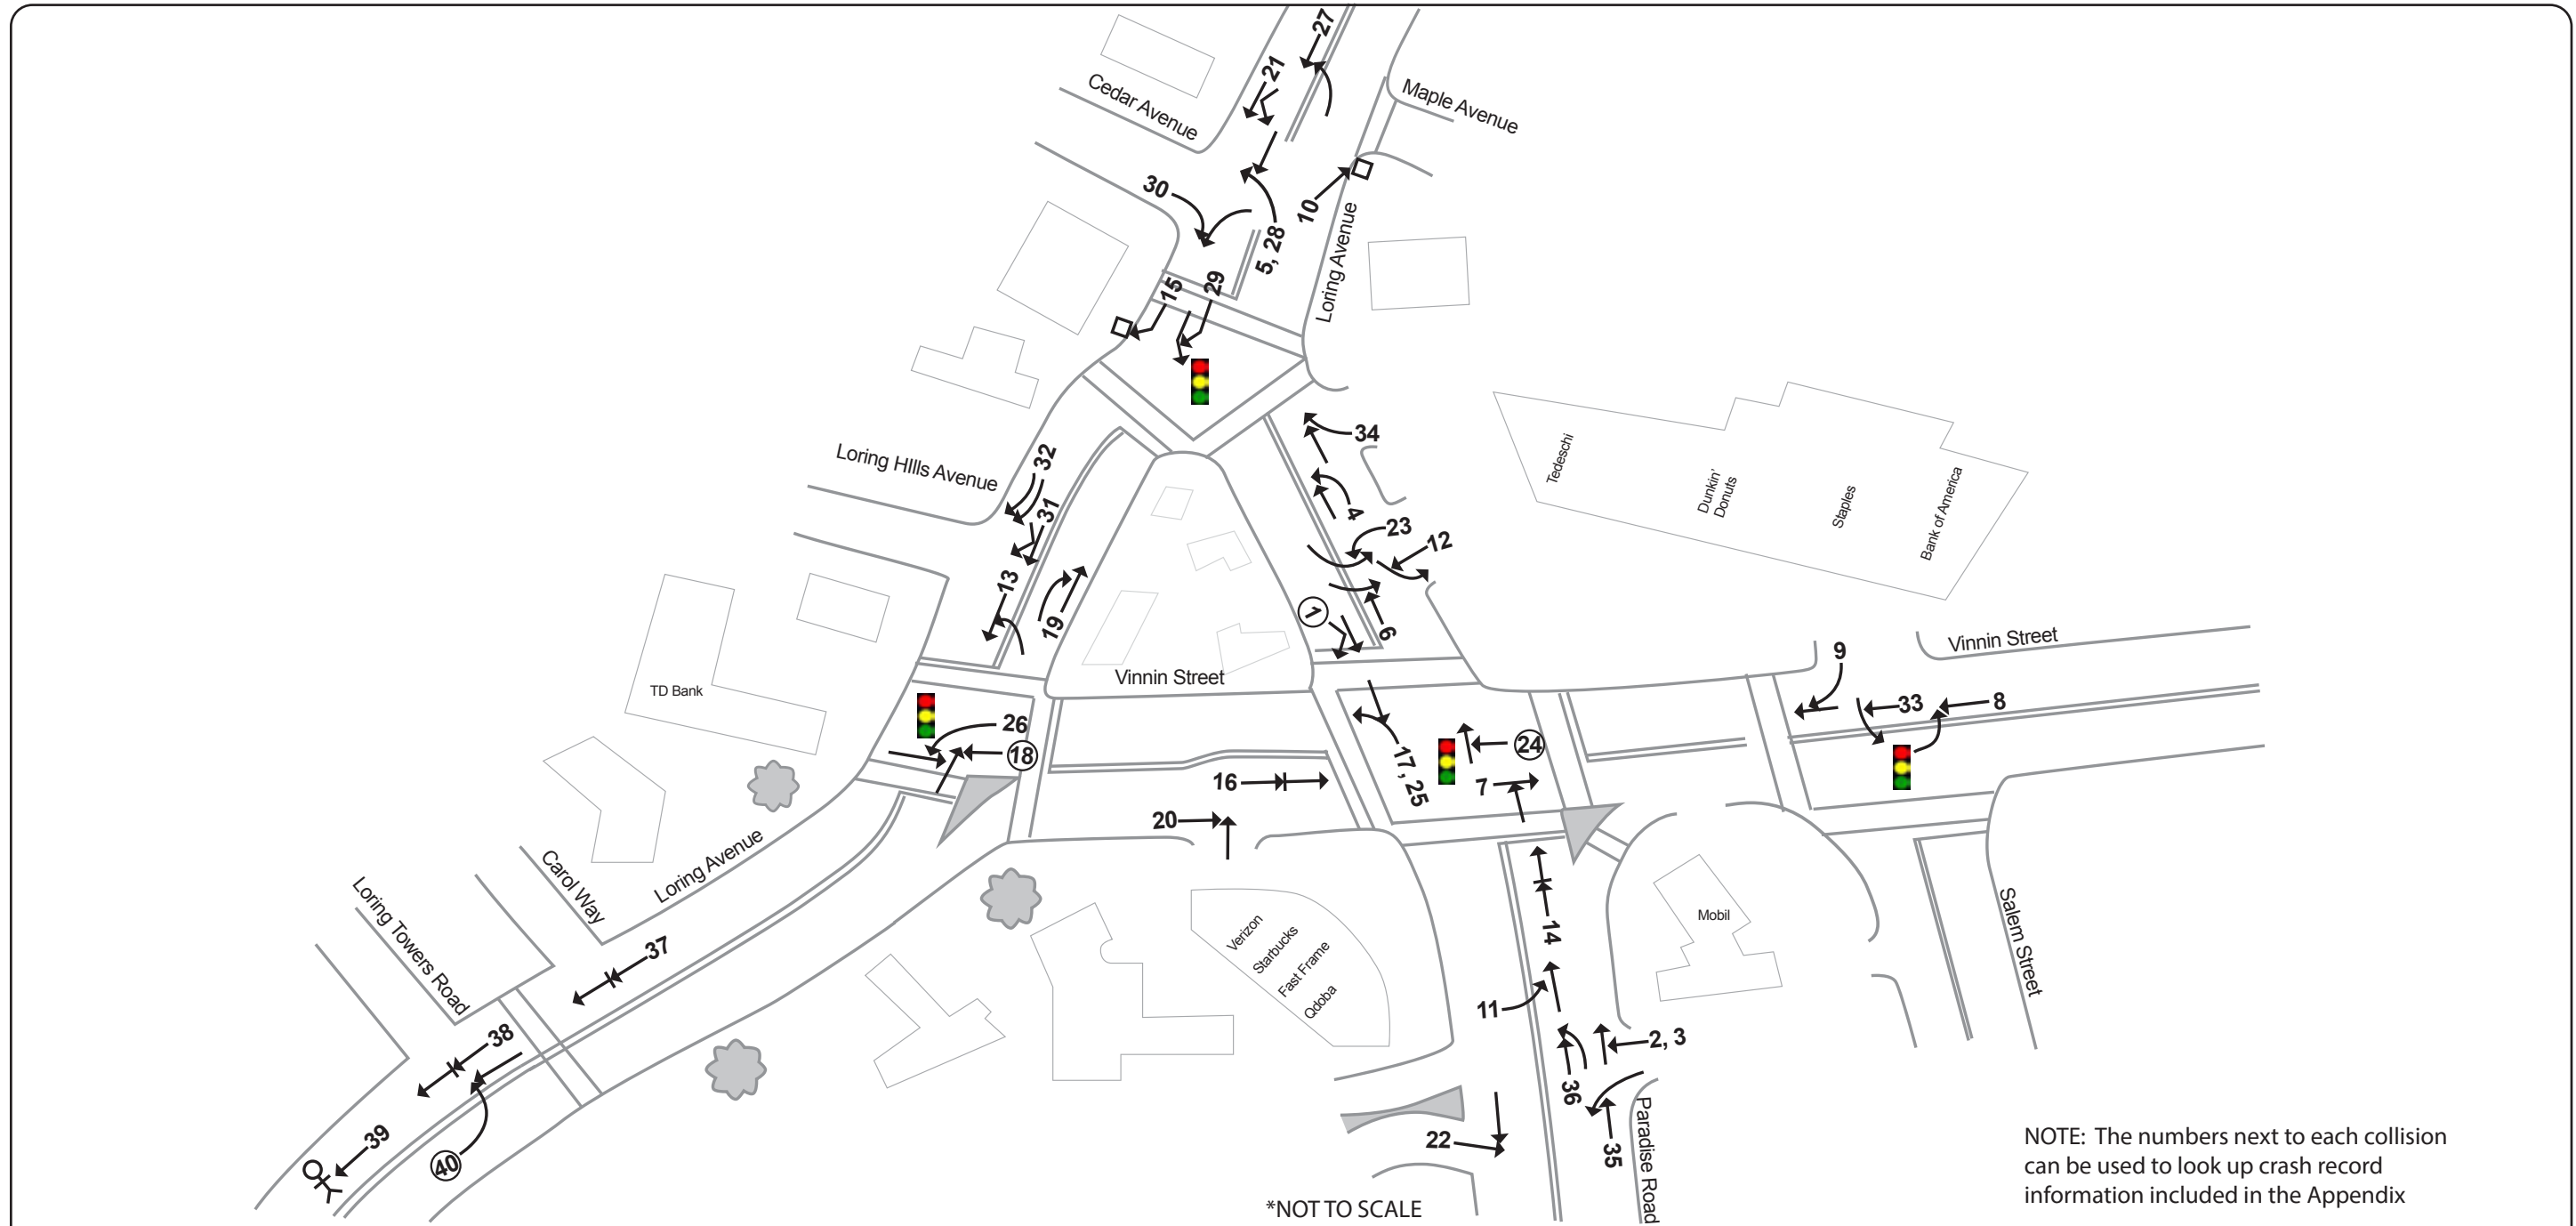 27
21
Cedar Avenue
Maple Avenue
30
10
5, 28
Loring Avenue
15
29
34
32
Loring HIlls Avenue
31
4
23
12
13
19
1
6
Tedeschi
Dunkin'
Donuts
Staples
Bank of America
Vinnin Street
Vinnin Street
TD Bank
9
33
8
26
18
17, 25
24
16
7
20
Loring Avenue
Carol Way
Loring Towers Road
37
Verizon
Starbucks
Fast Frame
Qdoba
14
Mobil
Salem Street
11
38
2, 3
36
39
40
22
35
Paradise Road
*NOT TO SCALE
NOTE: The numbers next to each collision
can be used to look up crash record
information included in the Appendix